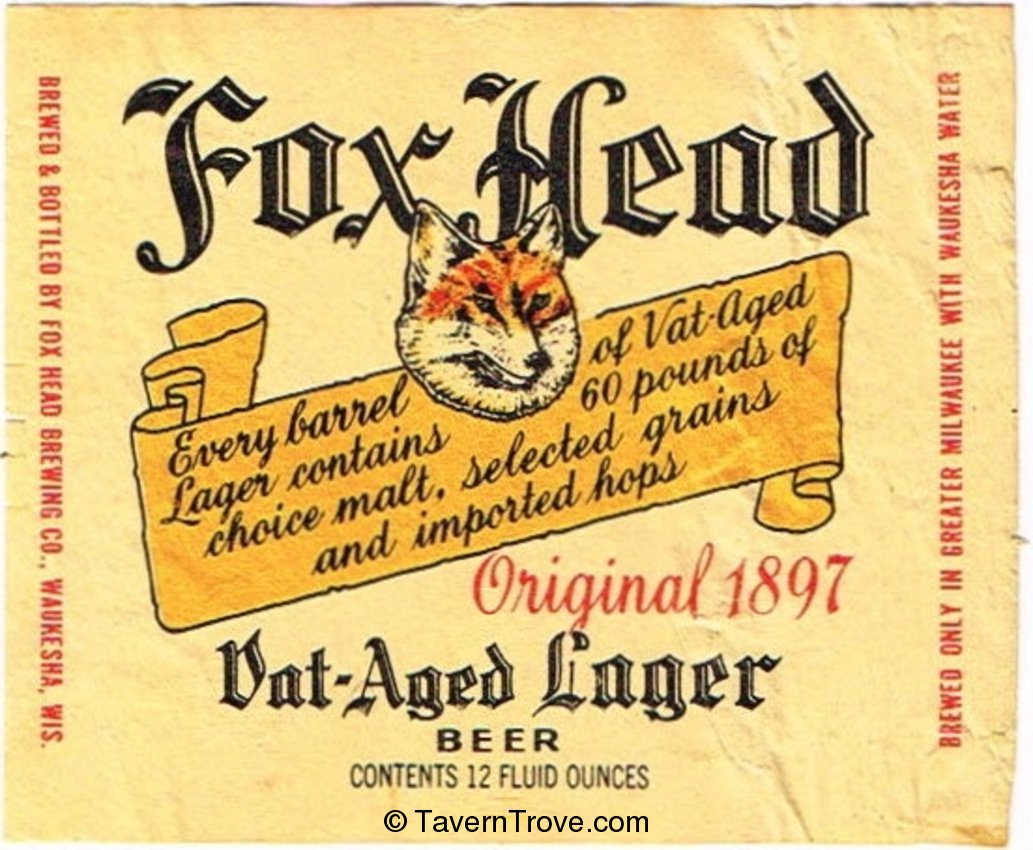 Fox Head
BREWED & BOTTLED BY FOX HEAD BREWING CO., WAUKESHA, WIS.
Every barrel of Vat-Aged
Lager contains 60 pounds of
choice malt, selected grains
and imported hops
Original 1897
Vat-Aged Lager
BEER
CONTENTS 12 FLUID OUNCES
BREWED ONLY IN GREATER MILWAUKEE WITH WAUKESHA WATER
© TavernTrove.com